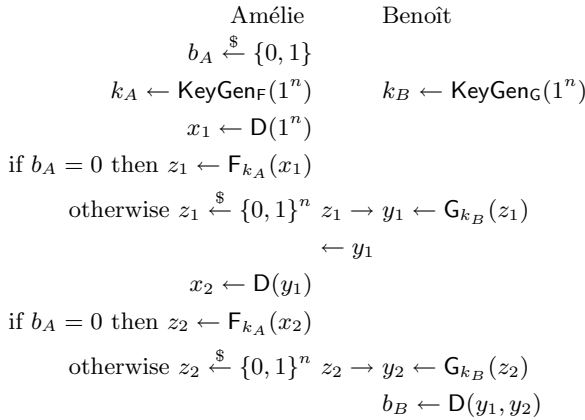 Amélie Benoît
b_A ←$ {0, 1}
k_A ← KeyGen_F(1^n) k_B ← KeyGen_G(1^n)
x_1 ← D(1^n)
if b_A = 0 then z_1 ← F_{k_A}(x_1)
otherwise z_1 ←$ {0, 1}^n z_1 → y_1 ← G_{k_B}(z_1)
← y_1
x_2 ← D(y_1)
if b_A = 0 then z_2 ← F_{k_A}(x_2)
otherwise z_2 ←$ {0, 1}^n z_2 → y_2 ← G_{k_B}(z_2)
b_B ← D(y_1, y_2)